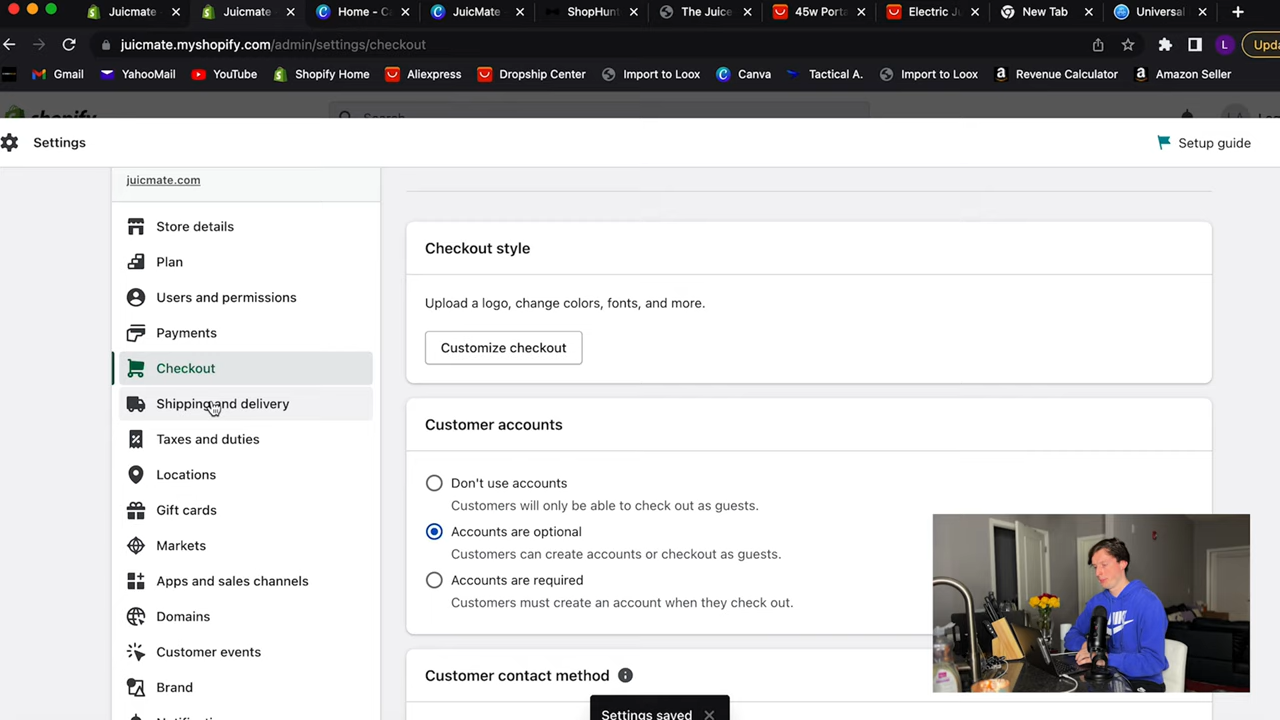 Juicmate
Juicmate
Home - C
JuicMate
ShopHunt
The Juice
45w Porta
Electric Ju
New Tab
Universal
juicmate.myshopify.com/admin/settings/checkout
L
Upda
Gmail
YahooMail
YouTube
Shopify Home
Aliexpress
Dropship Center
Import to Loox
Canva
Tactical A.
Import to Loox
Revenue Calculator
Amazon Seller
shopify
Search
Settings
Setup guide
juicmate.com
Store details
Plan
Users and permissions
Payments
Checkout
Shipping and delivery
Taxes and duties
Locations
Gift cards
Markets
Apps and sales channels
Domains
Customer events
Brand
Checkout style
Upload a logo, change colors, fonts, and more.
Customize checkout
Customer accounts
Don't use accounts
Customers will only be able to check out as guests.
Accounts are optional
Customers can create accounts or checkout as guests.
Accounts are required
Customers must create an account when they check out.
Customer contact method
Settings saved